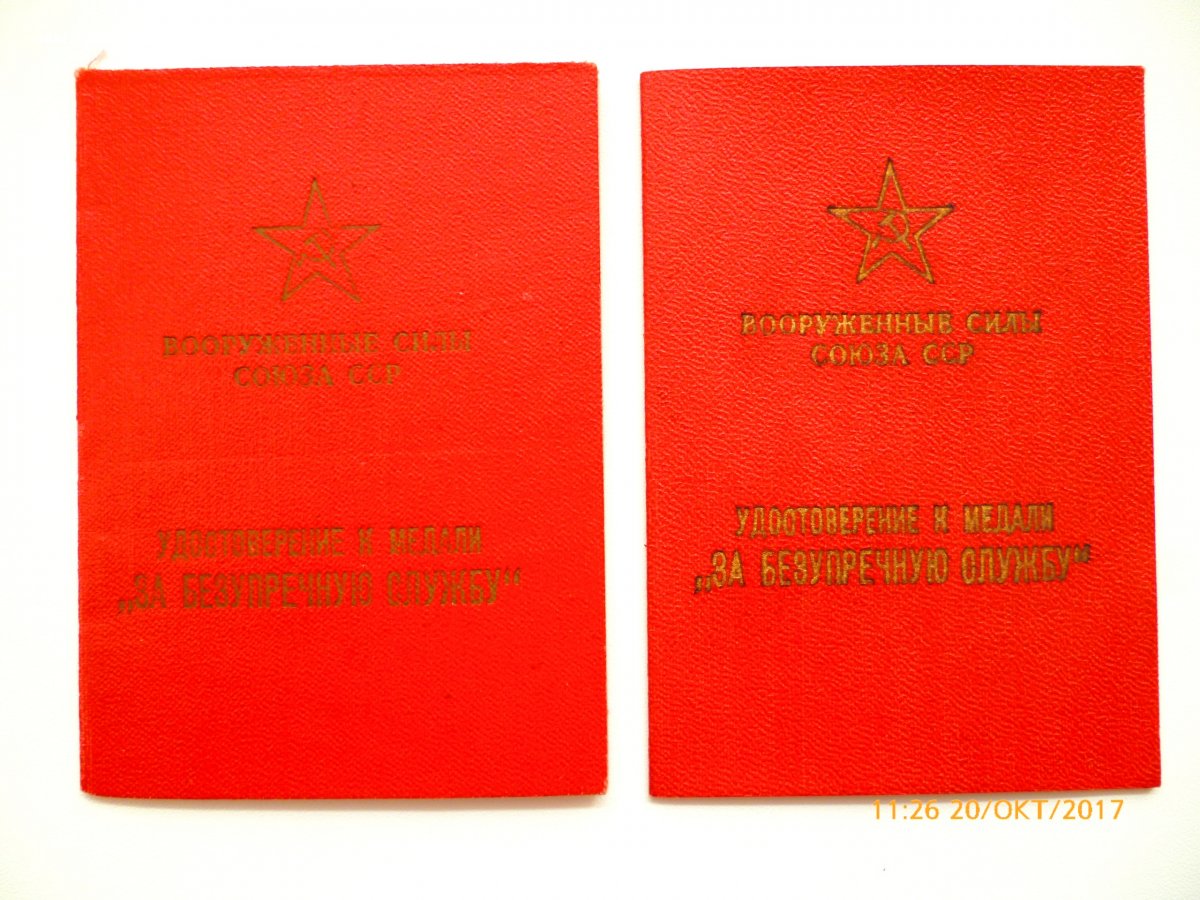 ВООРУЖЕННЫЕ СИЛЫ
СОЮЗА ССР
УДОСТОВЕРЕНИЕ К МЕДАЛИ
„ЗА БЕЗУПРЕЧНУЮ СЛУЖБУ“
ВООРУЖЕННЫЕ СИЛЫ
СОЮЗА ССР
УДОСТОВЕРЕНИЕ К МЕДАЛИ
„ЗА БЕЗУПРЕЧНУЮ СЛУЖБУ“
11:26 20/ОКТ/2017